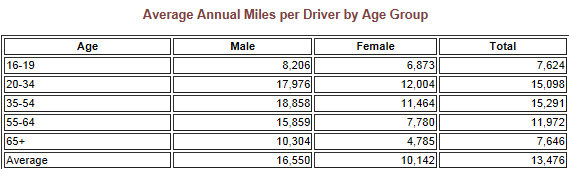 Average Annual Miles per Driver by Age Group
Age Male Female Total
16-19 8,206 6,873 7,624
20-34 17,976 12,004 15,098
35-54 18,858 11,464 15,291
55-64 15,859 7,780 11,972
65+ 10,304 4,785 7,646
Average 16,550 10,142 13,476